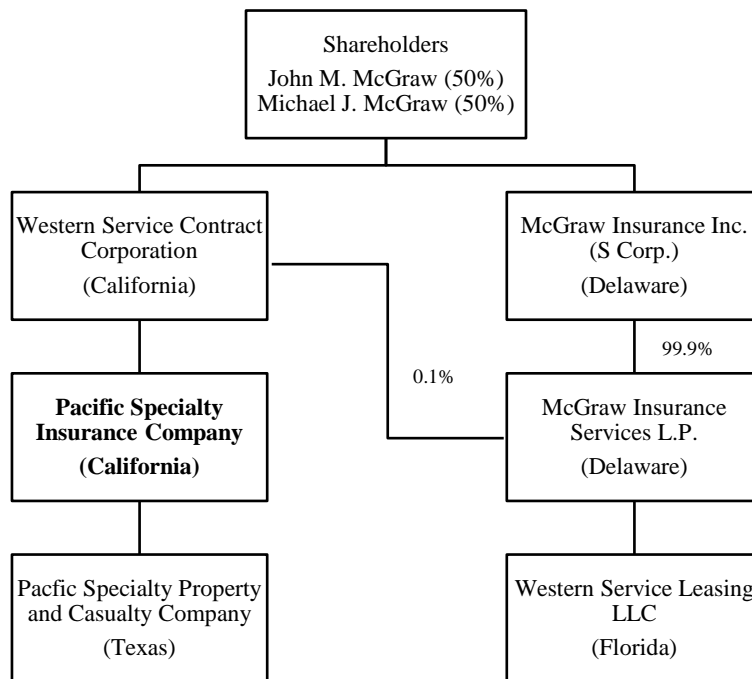 Shareholders
John M. McGraw (50%)
Michael J. McGraw (50%)
Western Service Contract
Corporation
(California)
McGraw Insurance Inc.
(S Corp.)
(Delaware)
99.9%
0.1%
Pacific Specialty
Insurance Company
(California)
McGraw Insurance
Services L.P.
(Delaware)
Pacfic Specialty Property
and Casualty Company
(Texas)
Western Service Leasing
LLC
(Florida)